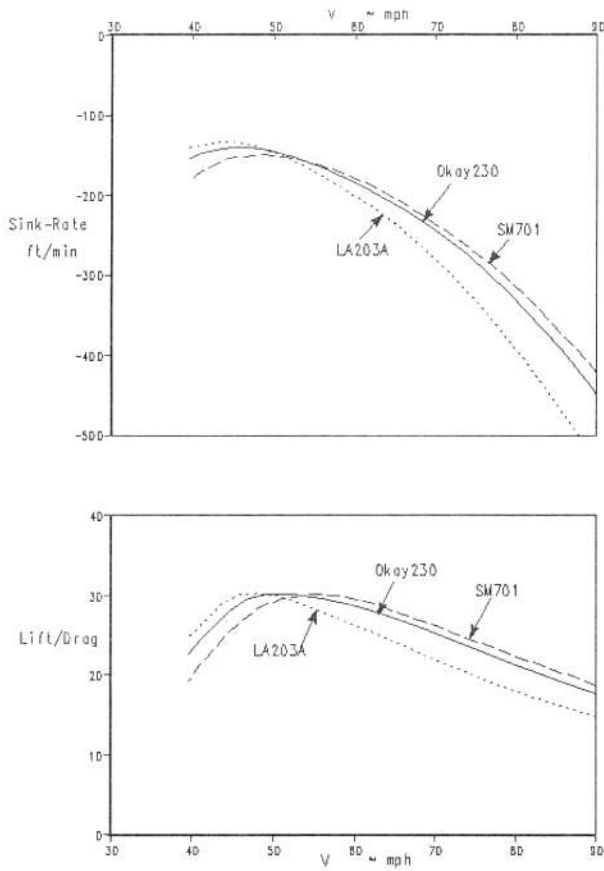 V ~ mph
30 40 50 60 70 80 90
0
-100
-200
-300
-400
-500
Sink-Rate
ft/min
Okay230
SM701
LA203A
40
30
20
10
0
Lift/Drag
Okay230
SM701
LA203A
30 40 50 60 70 80 90
V ~ mph